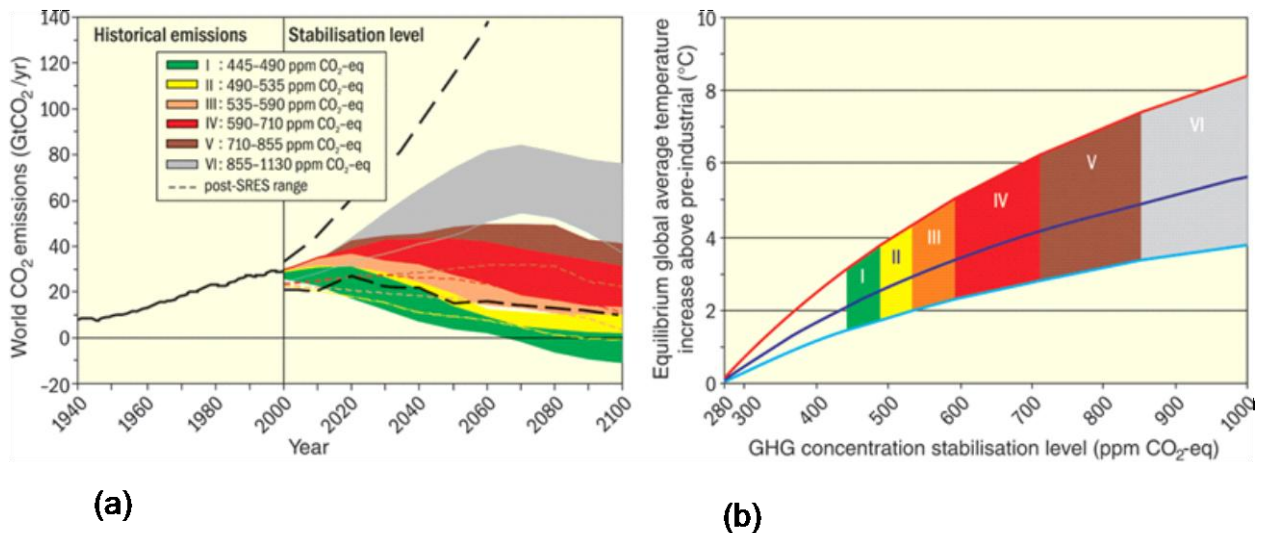 Historical emissions
Stabilisation level
I : 445–490 ppm CO₂-eq
II : 490–535 ppm CO₂-eq
III : 535–590 ppm CO₂-eq
IV : 590–710 ppm CO₂-eq
V : 710–855 ppm CO₂-eq
VI : 855–1130 ppm CO₂-eq
post-SRES range
World CO₂ emissions (GtCO₂ /yr)
140
120
100
80
60
40
20
0
–20
1940
1960
1980
2000
2020
2040
2060
2080
2100
Year
(a)
Equilibrium global average temperature
increase above pre-industrial (°C)
10
8
6
4
2
0
I
II
III
IV
V
VI
280
300
400
500
600
700
800
900
1000
GHG concentration stabilisation level (ppm CO₂-eq)
(b)